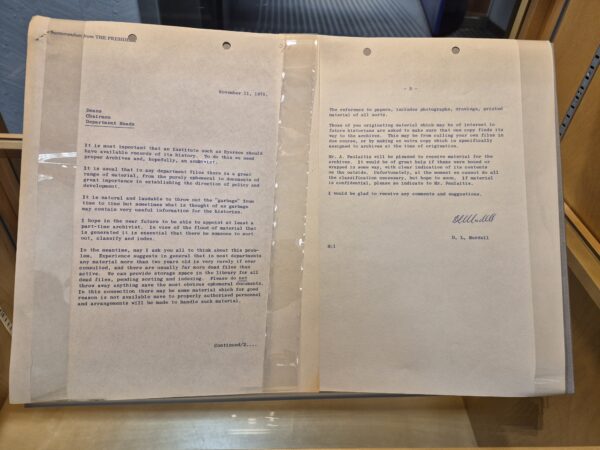 Memorandum from THE PRESIDENT
November 11, 1970.
Deans
Chairmen
Department Heads
It is most important that an Institute such as Ryerson should
have available records of its history. To do this we need
proper Archives and, hopefully, an archivist.
It is usual that in any department files there is a great
range of material, from the purely ephemeral to documents of
great importance in establishing the direction of policy and
development.
It is natural and laudable to throw out the "garbage" from
time to time but sometimes what is thought of as garbage
may contain very useful information for the historian.
I hope in the near future to be able to appoint at least a
part-time archivist. In view of the flood of material that
is generated it is essential that there be someone to sort
out, classify and index.
In the meantime, may I ask you all to think about this prob-
lem. Experience suggests in general that in most departments
any material more than two years old is very rarely if ever
consulted, and there are usually far more dead files than
active. We can provide storage space in the library for all
dead files, pending sorting and indexing. Please do not
throw away anything save the most obvious ephemeral documents.
In this connection there may be some material which for good
reason is not available save to properly authorized personnel
and arrangements will be made to handle such material.
Continued/2....
- 2 -
The reference to papers, includes photographs, drawings, printed
material of all sorts.
Those of you originating material which may be of interest to
future historians are asked to make sure that one copy finds its
way to the archives. This may be from culling your own files in
due course, or by making an extra copy which is specifically
assigned to archives at the time of origination.
Mr. A. will be pleased to receive material for the
archives. It would be of great help if these were bound or
wrapped in some way, with clear indication of its contents
on the outside. Unfortunately, at the moment we cannot do all
the classification necessary, but hope to soon. If material
is confidential, please so indicate to Mr.
I would be glad to receive any comments and suggestions.
D. L. Mordell